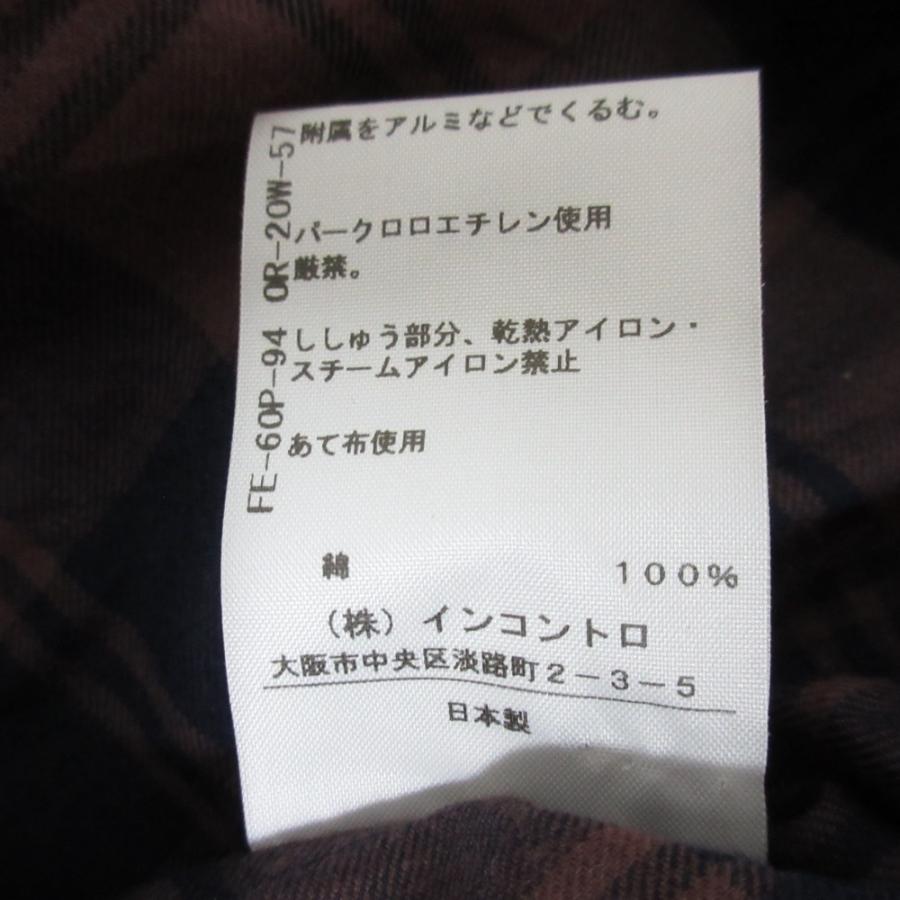 附属をアルミなどでくるむ。
パークロロエチレン使用
厳禁。
ししゅう部分、乾熱アイロン・
スチームアイロン禁止
あて布使用
綿 100%
(株)インコントロ
大阪市中央区淡路町2-3-5
日本製
FE-60P-94 OR-20W-57